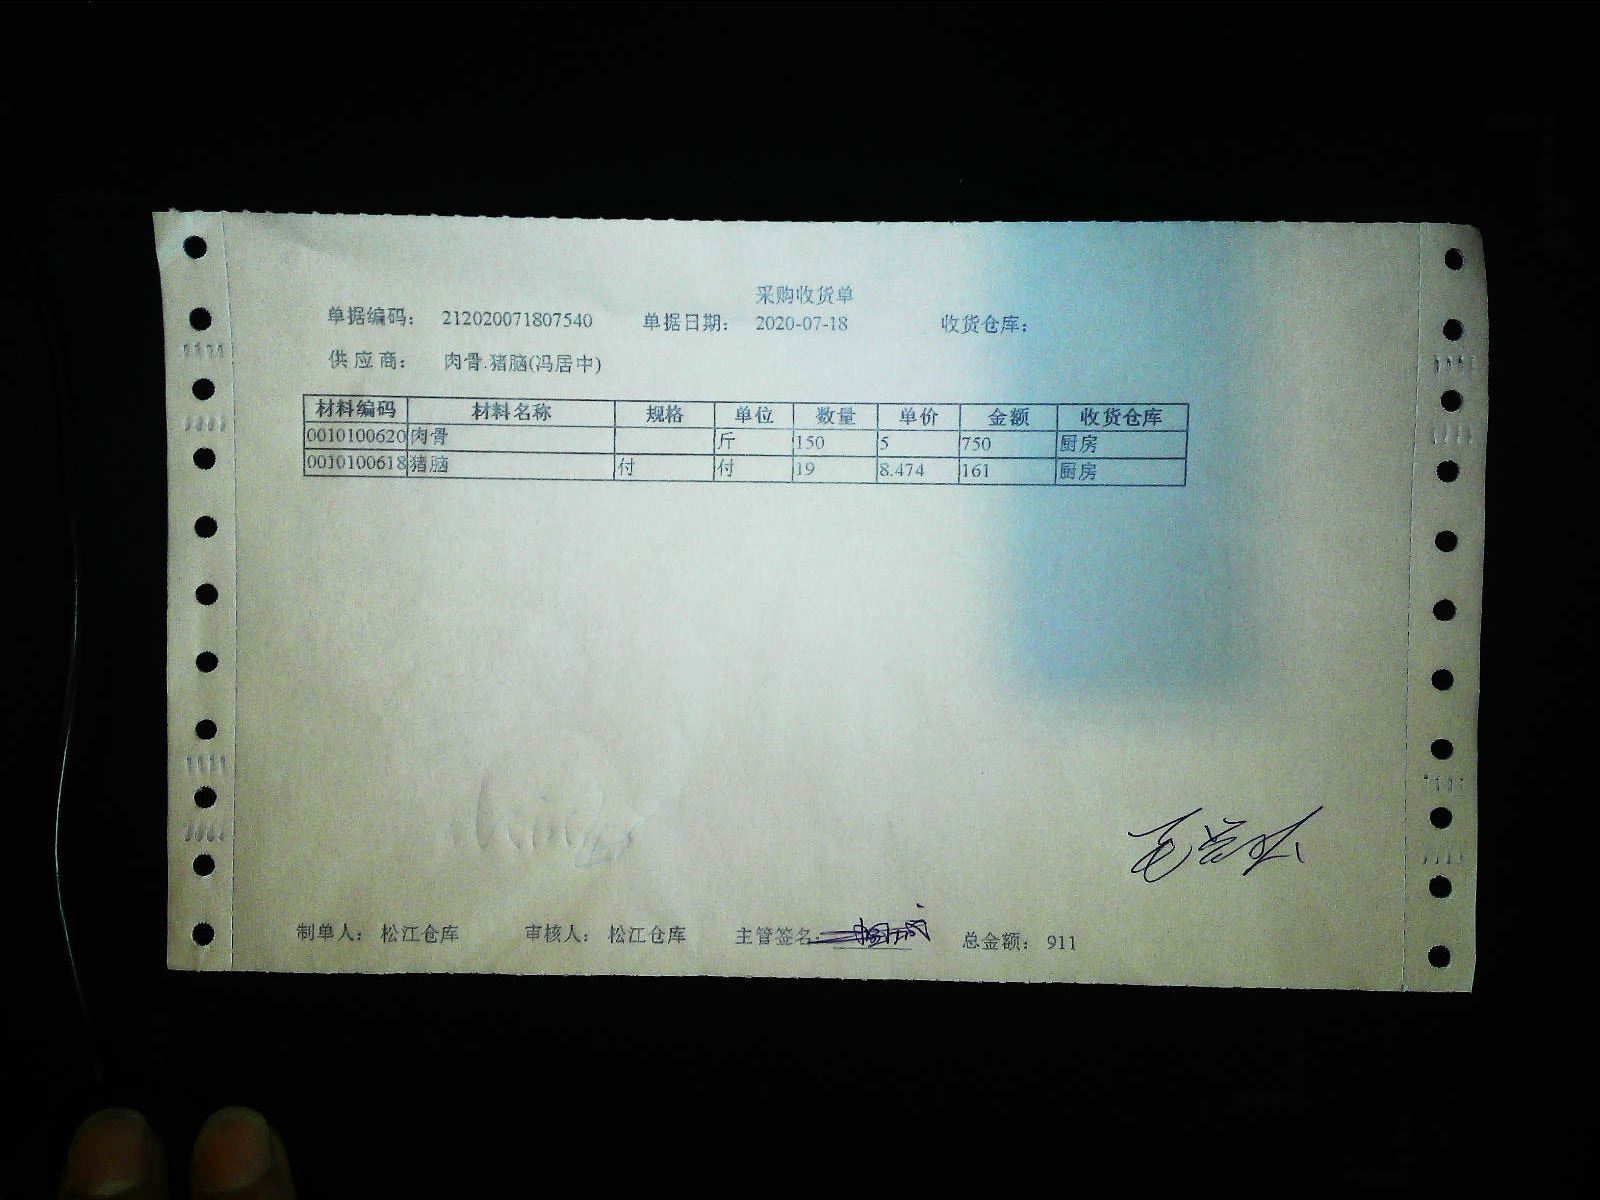 采购收货单
单据编码： 212020071807540 单据日期： 2020-07-18 收货仓库：
供应商： 肉骨.猪脑(冯居中)
材料编码 材料名称 规格 单位 数量 单价 金额 收货仓库
0010100620 肉骨 斤 150 5 750 厨房
0010100618 猪脑 付 付 19 8.474 161 厨房
制单人： 松江仓库 审核人： 松江仓库 主管签名： 总金额： 911